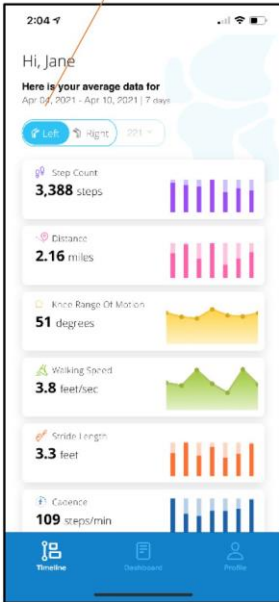 2:04
Hi, Jane
Here is your average data for
Apr 04, 2021 - Apr 10, 2021 | 7 days
Left Right 221
Step Count
3,388 steps
Distance
2.16 miles
Knee Range Of Motion
51 degrees
Walking Speed
3.8 feet/sec
Stride Length
3.3 feet
Cadence
109 steps/min
Timeline Dashboard Profile